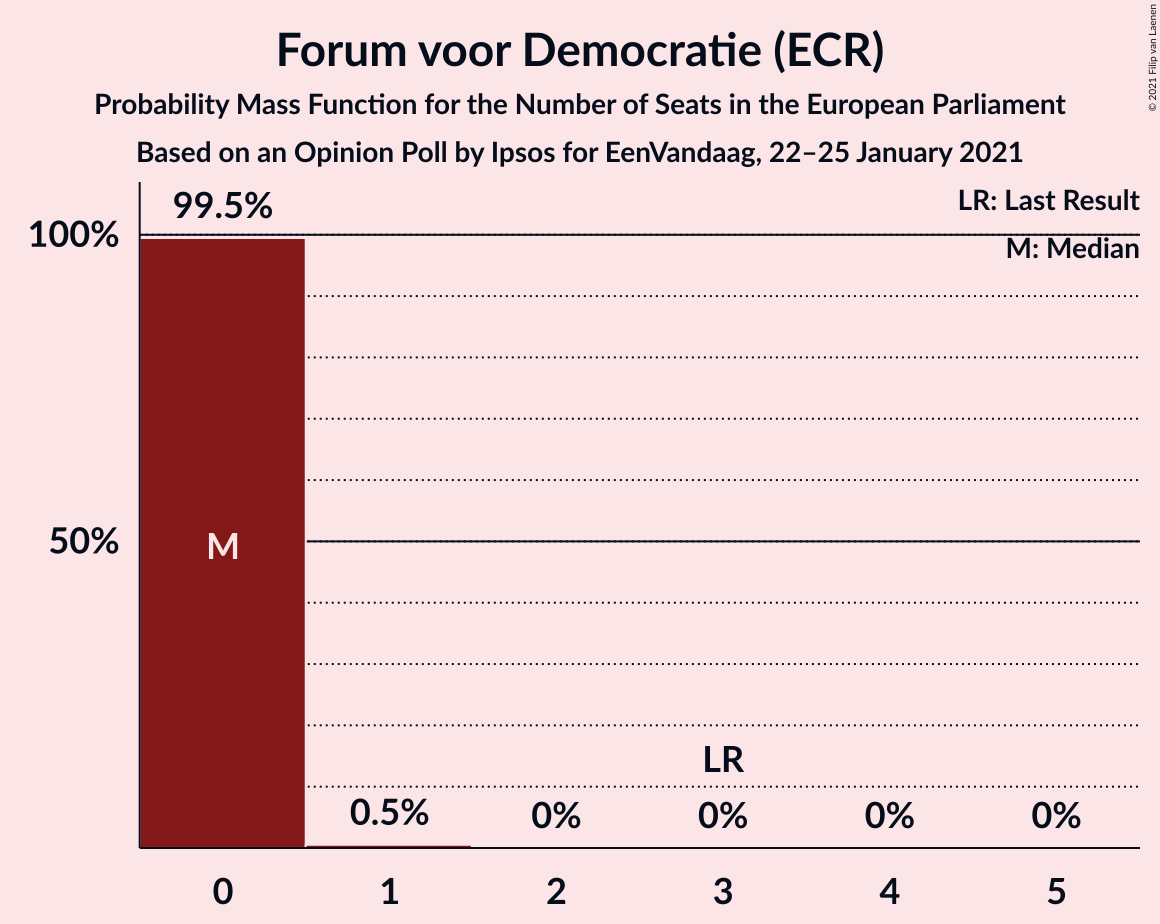 Forum voor Democratie (ECR)
Probability Mass Function for the Number of Seats in the European Parliament
Based on an Opinion Poll by Ipsos for EenVandaag, 22–25 January 2021
© 2021 Filip van Laenen
LR: Last Result
M: Median
99.5%
100%
50%
M
LR
0.5%
0%
0%
0%
0%
0 1 2 3 4 5